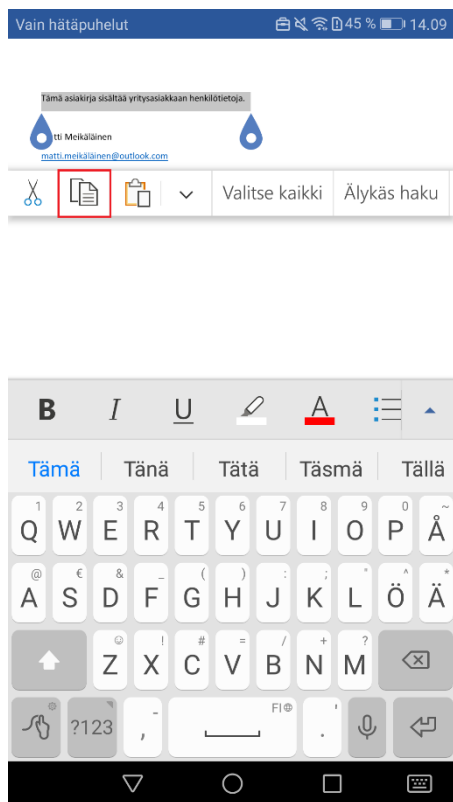 Vain hätäpuhelut 45 % 14.09
Tämä asiakirja sisältää yritysasiakkaan henkilötietoja.
tti Meikäläinen
matti.meikäläinen@outlook.com
Valitse kaikki Älykäs haku
B I U A
Tämä Tänä Tätä Täsmä Tällä
1 2 3 4 5 6 7 8 9 0 ~
Q W E R T Y U I O P Å
@ € & _ ( ) : ; " ^ *
A S D F G H J K L Ö Ä
! # = / + ?
Z X C V B N M
?123 , - FI . '